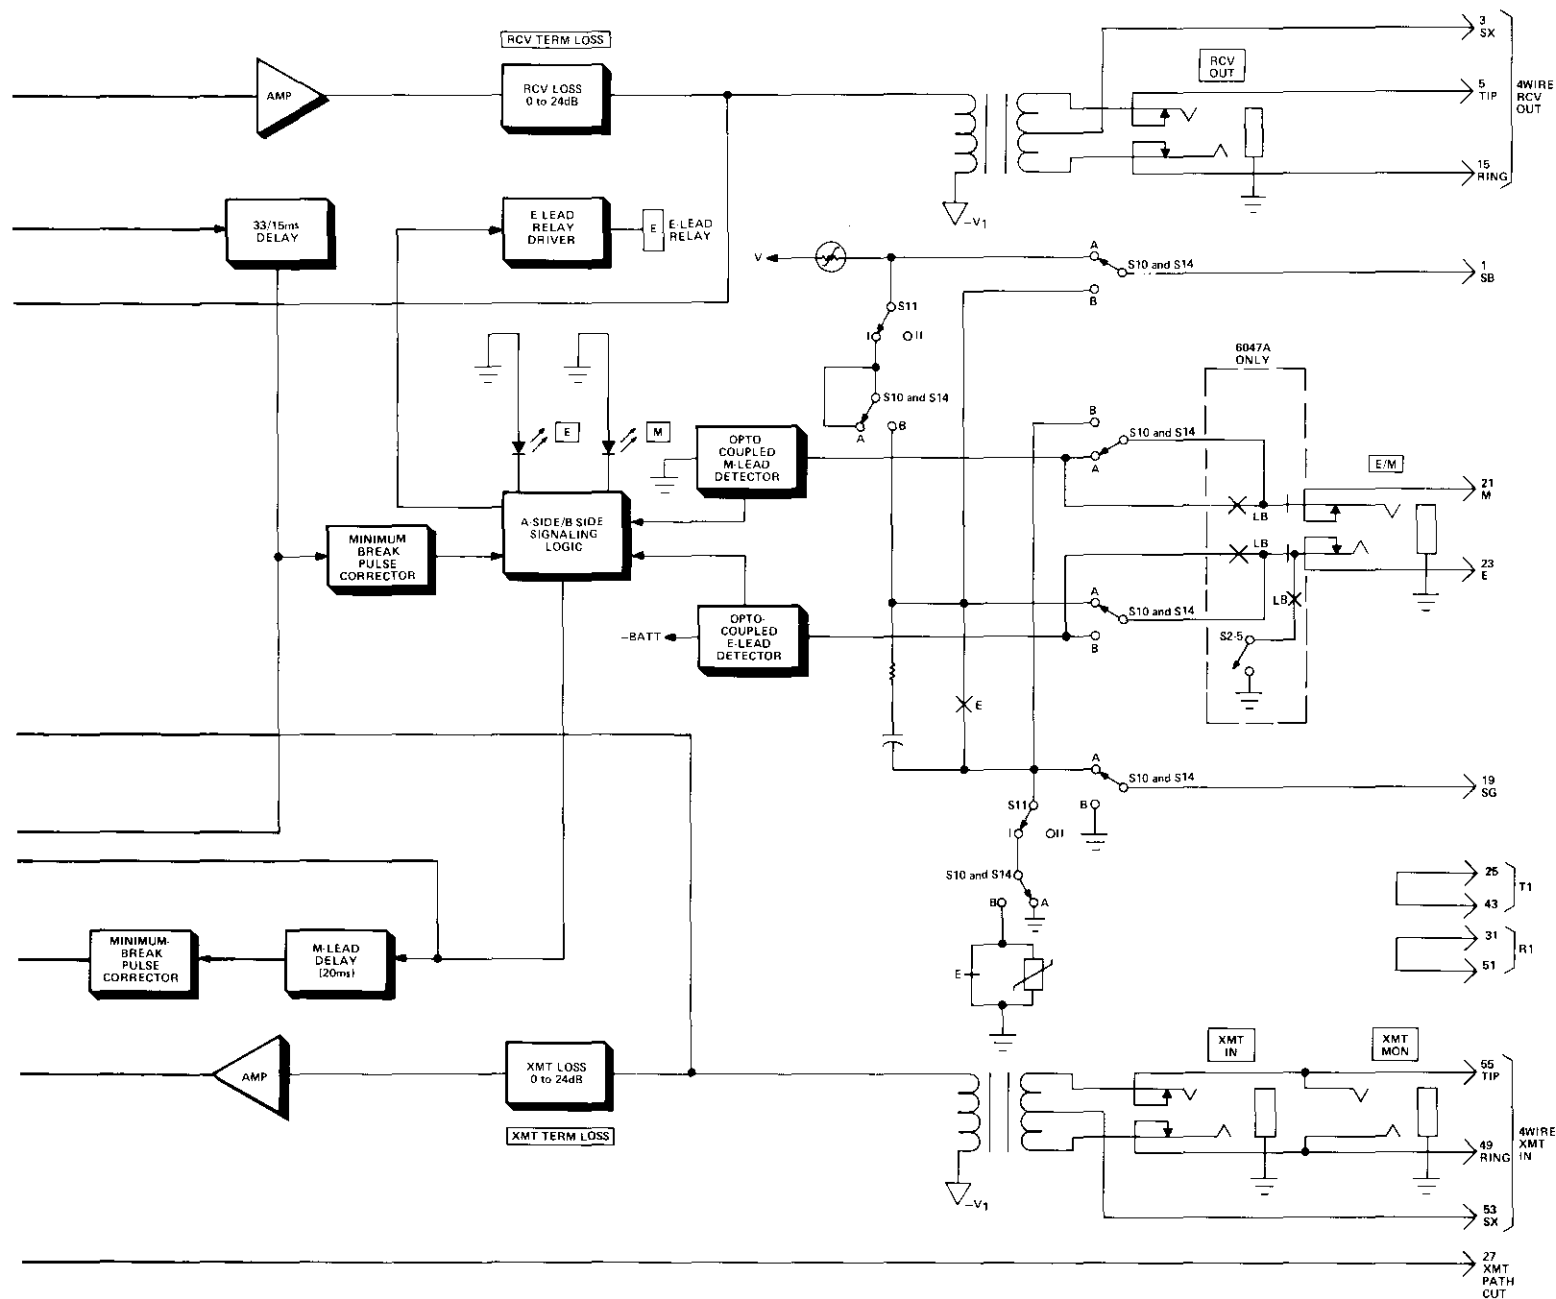 RCV TERM LOSS
3
SX
AMP
RCV LOSS
0 to 24dB
RCV
OUT
5
TIP
4WIRE
RCV
OUT
15
RING
33/15ms
DELAY
E LEAD
RELAY
DRIVER
E
E-LEAD
RELAY
–V1
V
A
S10 and S14
B
1
SB
S11
I
II
S10 and S14
A
B
6047A
ONLY
E
M
OPTO
COUPLED
M-LEAD
DETECTOR
B
S10 and S14
A
E/M
21
M
LB
A-SIDE/B SIDE
SIGNALING
LOGIC
MINIMUM
BREAK
PULSE
CORRECTOR
LB
23
E
–BATT
OPTO-
COUPLED
E-LEAD
DETECTOR
A
S10 and S14
B
LB
S2-5
E
A
S10 and S14
B
19
SG
S11
I
II
S10 and S14
B
A
25
43
T1
31
51
R1
MINIMUM-
BREAK
PULSE
CORRECTOR
M-LEAD
DELAY
(20ms)
E
AMP
XMT LOSS
0 to 24dB
XMT TERM LOSS
XMT
IN
XMT
MON
55
TIP
4WIRE
XMT
IN
49
RING
–V1
53
SX
27
XMT
PATH
CUT